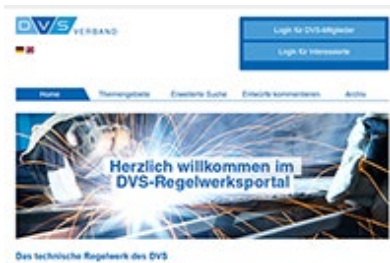 DVS VERBAND
Login für DVS-Mitglieder
Login für Interessierte
Home Themengebiete Erweiterte Suche Entwürfe kommentieren Archiv
Herzlich willkommen im
DVS-Regelwerksportal
Das technische Regelwerk des DVS